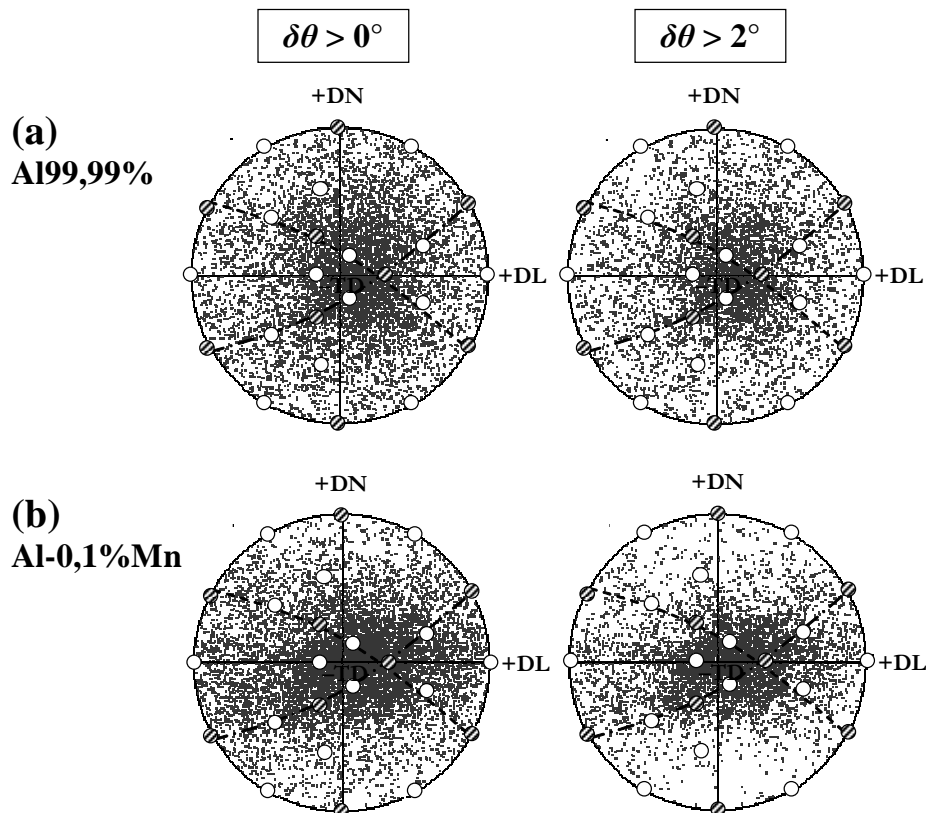 δθ > 0°
δθ > 2°
+DN
+DN
(a)
Al99,99%
+DL
+DL
TD
TD
+DN
+DN
(b)
Al-0,1%Mn
+DL
+DL
–TD
TD